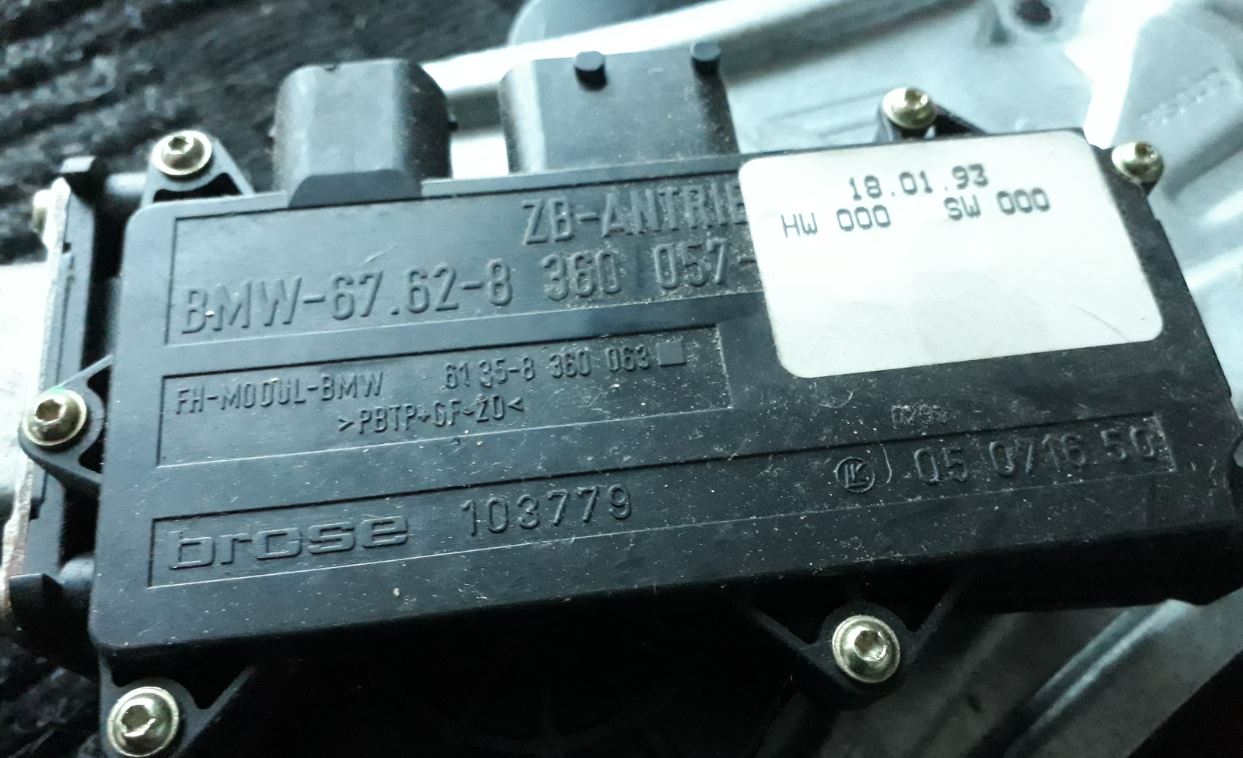 18.01.93
HW 000 SW 000
ZB-ANTRIE
BMW-67.62-8 360 057-
FH-MODUL-BMW 61 35-8 360 063
>PBTP+GF-20<
brose 103779
LK 05 0716 50